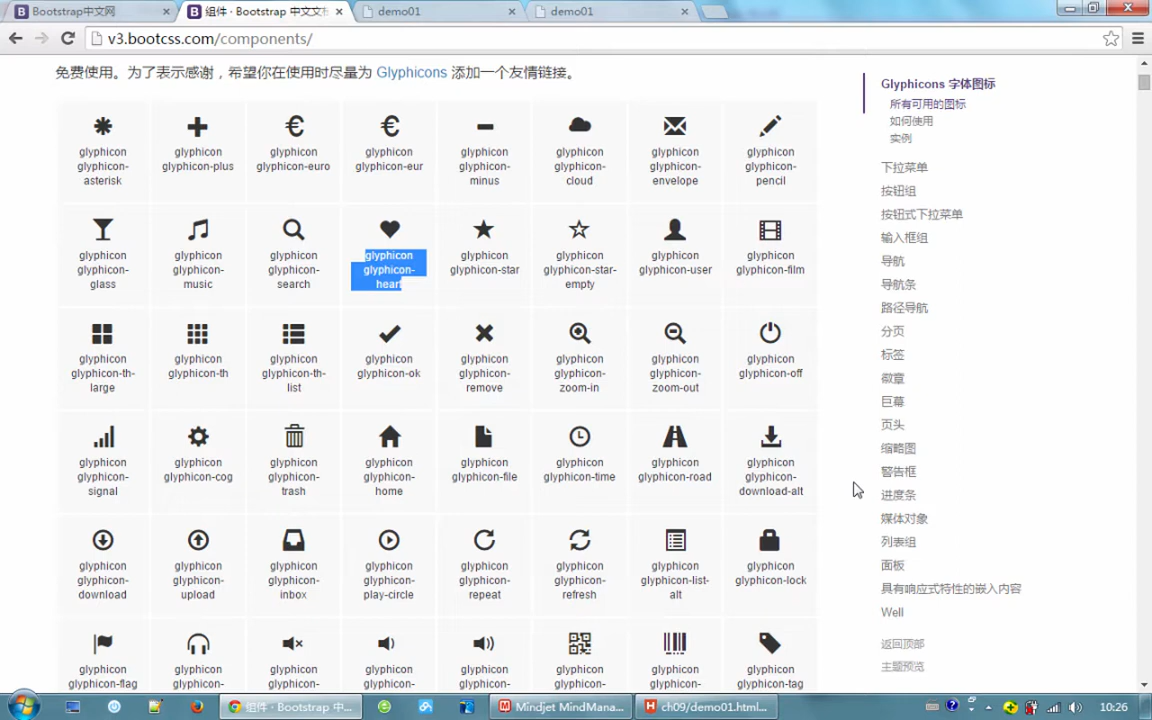 Bootstrap中文网
组件 · Bootstrap 中文文
demo01
demo01
v3.bootcss.com/components/
免费使用。为了表示感谢，希望你在使用时尽量为 Glyphicons 添加一个友情链接。
glyphicon
glyphicon-
asterisk
glyphicon
glyphicon-plus
glyphicon
glyphicon-euro
glyphicon
glyphicon-eur
glyphicon
glyphicon-
minus
glyphicon
glyphicon-
cloud
glyphicon
glyphicon-
envelope
glyphicon
glyphicon-
pencil
glyphicon
glyphicon-
glass
glyphicon
glyphicon-
music
glyphicon
glyphicon-
search
glyphicon
glyphicon-
heart
glyphicon
glyphicon-star
glyphicon
glyphicon-star-
empty
glyphicon
glyphicon-user
glyphicon
glyphicon-film
glyphicon
glyphicon-th-
large
glyphicon
glyphicon-th
glyphicon
glyphicon-th-
list
glyphicon
glyphicon-ok
glyphicon
glyphicon-
remove
glyphicon
glyphicon-
zoom-in
glyphicon
glyphicon-
zoom-out
glyphicon
glyphicon-off
glyphicon
glyphicon-
signal
glyphicon
glyphicon-cog
glyphicon
glyphicon-
trash
glyphicon
glyphicon-
home
glyphicon
glyphicon-file
glyphicon
glyphicon-time
glyphicon
glyphicon-road
glyphicon
glyphicon-
download-alt
glyphicon
glyphicon-
download
glyphicon
glyphicon-
upload
glyphicon
glyphicon-
inbox
glyphicon
glyphicon-
play-circle
glyphicon
glyphicon-
repeat
glyphicon
glyphicon-
refresh
glyphicon
glyphicon-list-
alt
glyphicon
glyphicon-lock
glyphicon
glyphicon-flag
glyphicon
glyphicon-
glyphicon
glyphicon-
glyphicon
glyphicon-
glyphicon
glyphicon-
glyphicon
glyphicon-
glyphicon
glyphicon-
glyphicon
glyphicon-tag
Glyphicons 字体图标
所有可用的图标
如何使用
实例
下拉菜单
按钮组
按钮式下拉菜单
输入框组
导航
导航条
路径导航
分页
标签
徽章
巨幕
页头
缩略图
警告框
进度条
媒体对象
列表组
面板
具有响应式特性的嵌入内容
Well
返回顶部
主题预览
组件 · Bootstrap 中...
Mindjet MindMana...
ch09/demo01.html...
10:26